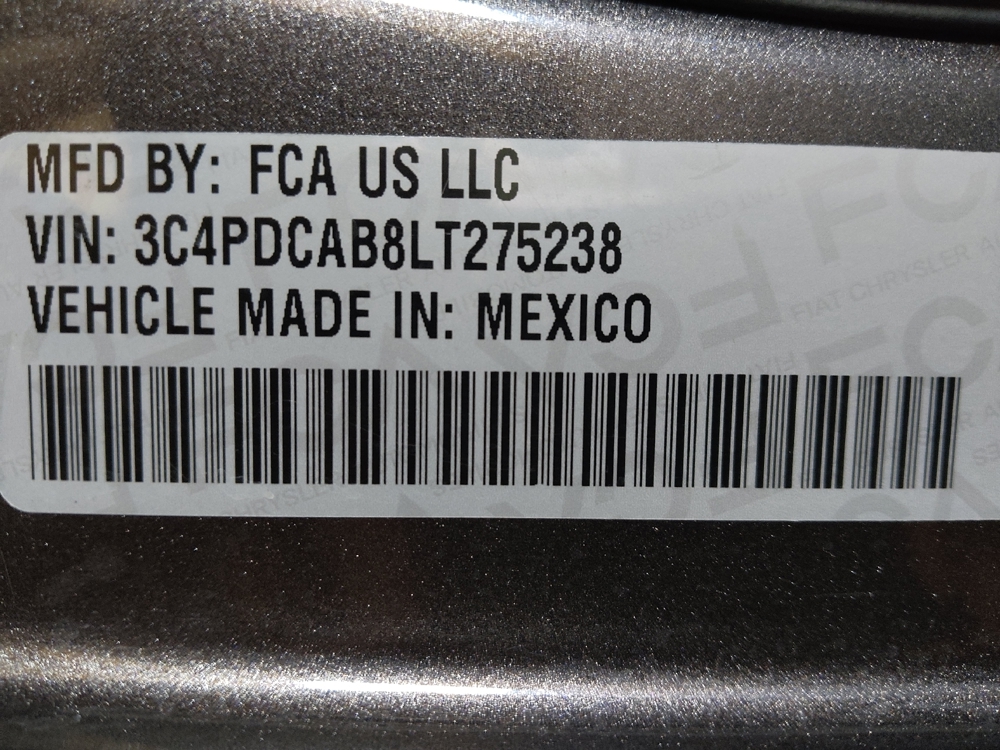 MFD BY: FCA US LLC
VIN: 3C4PDCAB8LT275238
VEHICLE MADE IN: MEXICO